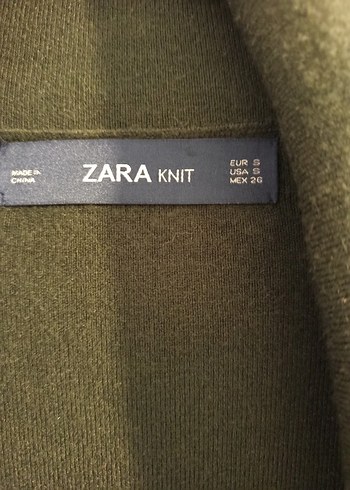 MADE IN
CHINA
ZARA KNIT
EUR S
USA S
MEX 26